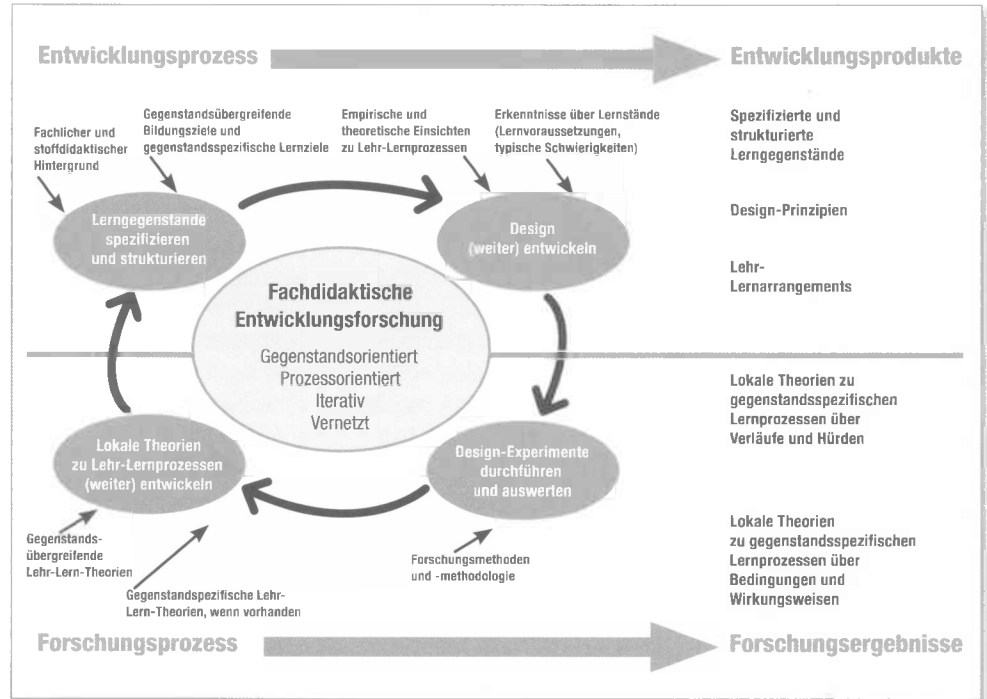 Entwicklungsprozess
Entwicklungsprodukte
Fachlicher und
stoffdidaktischer
Hintergrund
Gegenstandsübergreifende
Bildungsziele und
gegenstandsspezifische Lernziele
Empirische und
theoretische Einsichten
zu Lehr-Lernprozessen
Erkenntnisse über Lernstände
(Lernvoraussetzungen,
typische Schwierigkeiten)
Spezifizierte und
strukturierte
Lerngegenstände
Design-Prinzipien
Lehr-
Lernarrangements
Lerngegenstande
spezifizieren
und strukturieren
Design
(weiter) entwickeln
Fachdidaktische
Entwicklungsforschung
Gegenstandsorientiert
Prozessorientiert
Iterativ
Vernetzt
Lokale Theorien
zu Lehr-Lernprozessen
(weiter) entwickeln
Design-Experimente
durchführen
und auswerten
Lokale Theorien zu
gegenstandsspezifischen
Lernprozessen über
Verläufe und Hürden
Lokale Theorien
zu gegenstandsspezifischen
Lernprozessen über
Bedingungen und
Wirkungsweisen
Gegenstands-
übergreifende
Lehr-Lern-Theorien
Gegenstandspezifische Lehr-
Lern-Theorien, wenn vorhanden
Forschungsmethoden
und -methodologie
Forschungsprozess
Forschungsergebnisse